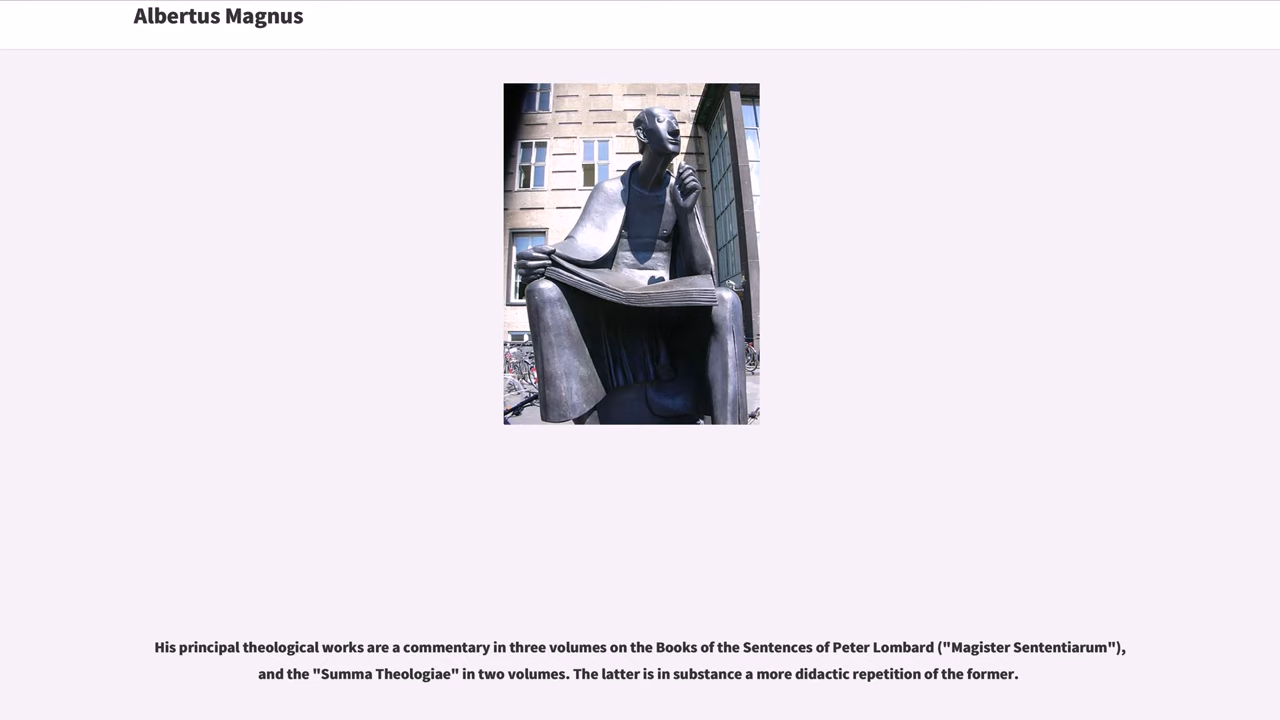 Albertus Magnus
His principal theological works are a commentary in three volumes on the Books of the Sentences of Peter Lombard ("Magister Sententiarum"),
and the "Summa Theologiae" in two volumes. The latter is in substance a more didactic repetition of the former.